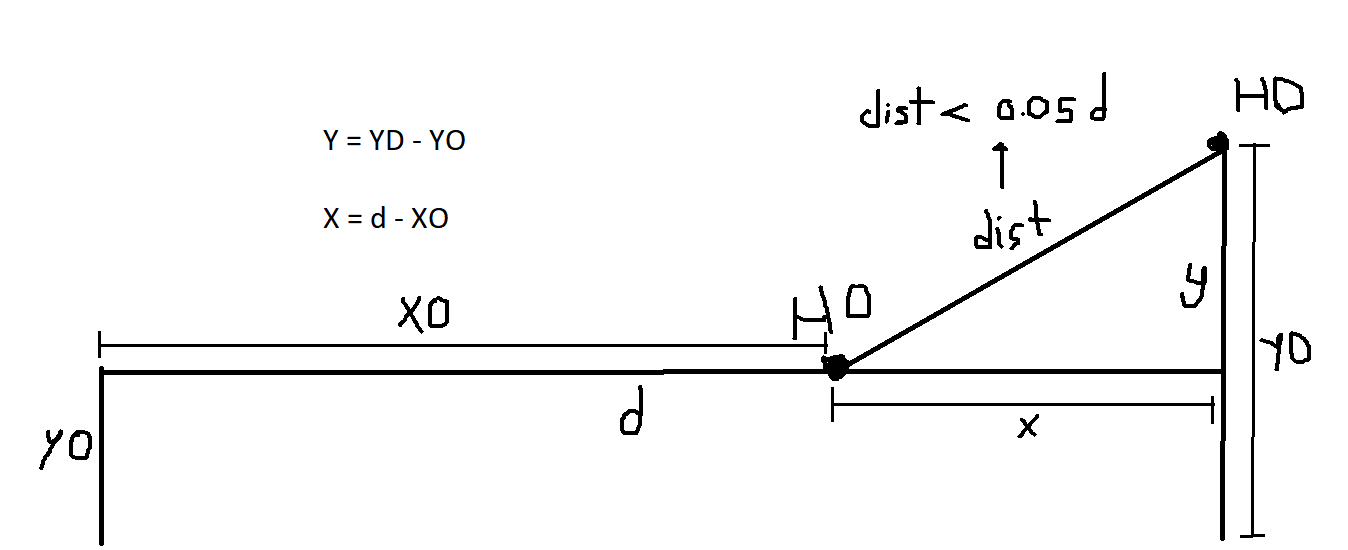 HD
dist < 0.05 d
Y = YD - YO
X = d - XO
dist
y
HO
XO
YD
d
x
YO